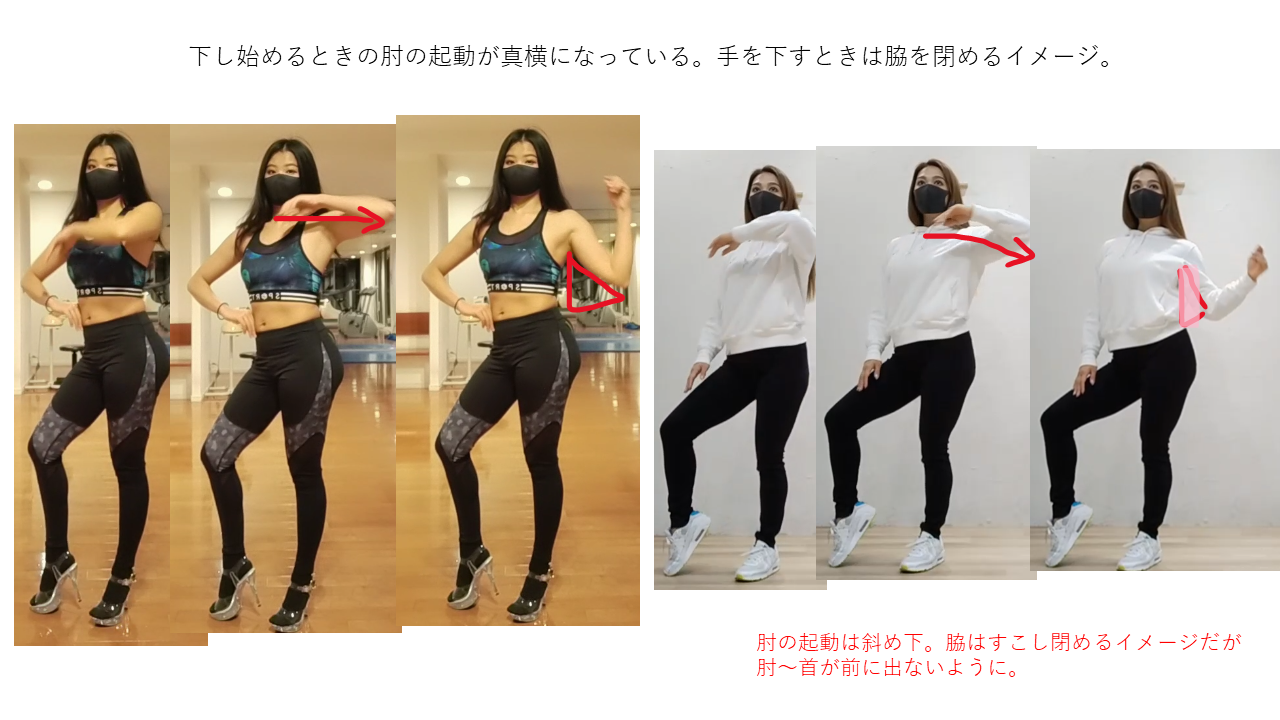 下し始めるときの肘の起動が真横になっている。手を下すときは脇を閉めるイメージ。
肘の起動は斜め下。脇はすこし閉めるイメージだが
肘～首が前に出ないように。